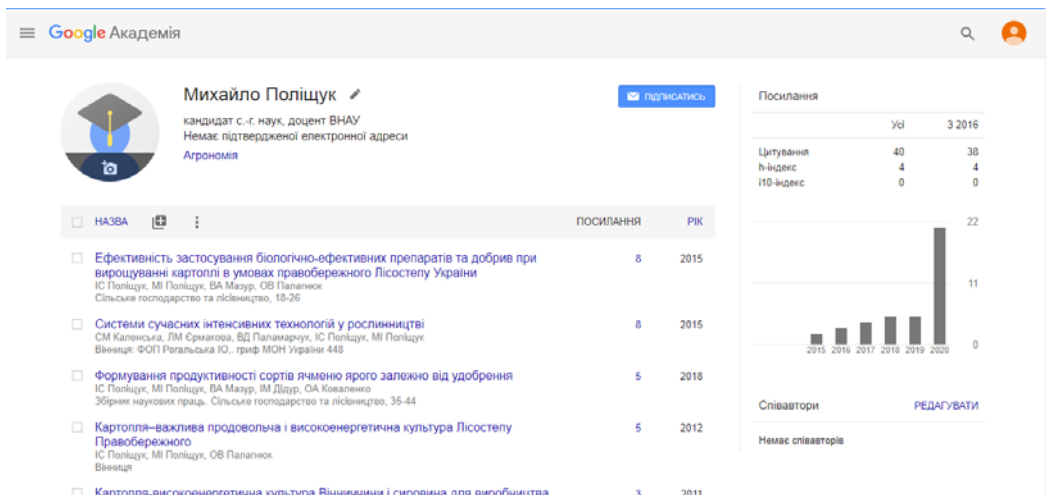 Google Академія
Михайло Поліщук
кандидат с.-г. наук, доцент ВНАУ
Немає підтвердженої електронної адреси
Агрономія
ПІДПИСАТИСЬ
НАЗВА
ПОСИЛАННЯ РІК
Ефективність застосування біологічно-ефективних препаратів та добрив при 8 2015
вирощуванні картоплі в умовах правобережного Лісостепу України
ІС Поліщук, МІ Поліщук, ВА Мазур, ОВ Палагнюк
Сільське господарство та лісівництво, 18-26
Системи сучасних інтенсивних технологій у рослинництві 8 2015
СМ Каленська, ЛМ Єрмакова, ВД Паламарчук, ІС Поліщук, МІ Поліщук
Вінниця: ФОП Рогальська ІО,. гриф МОН України 448
Формування продуктивності сортів ячменю ярого залежно від удобрення 5 2018
ІС Поліщук, МІ Поліщук, ВА Мазур, ІМ Дідур, ОА Коваленко
Збірник наукових праць. Сільське господарство та лісівництво, 35-44
Картопля–важлива продовольча і високоенергетична культура Лісостепу 5 2012
Правобережного
ІС Поліщук, МІ Поліщук, ОВ Палагнюк
Вінниця
Картопля-високоенергетична культура Вінниччини і сировина для виробництва 3 2011
Посилання
Усі З 2016
Цитування 40 38
h-індекс 4 4
i10-індекс 0 0
22
11
0
2015 2016 2017 2018 2019 2020
Співавтори РЕДАГУВАТИ
Немає співавторів